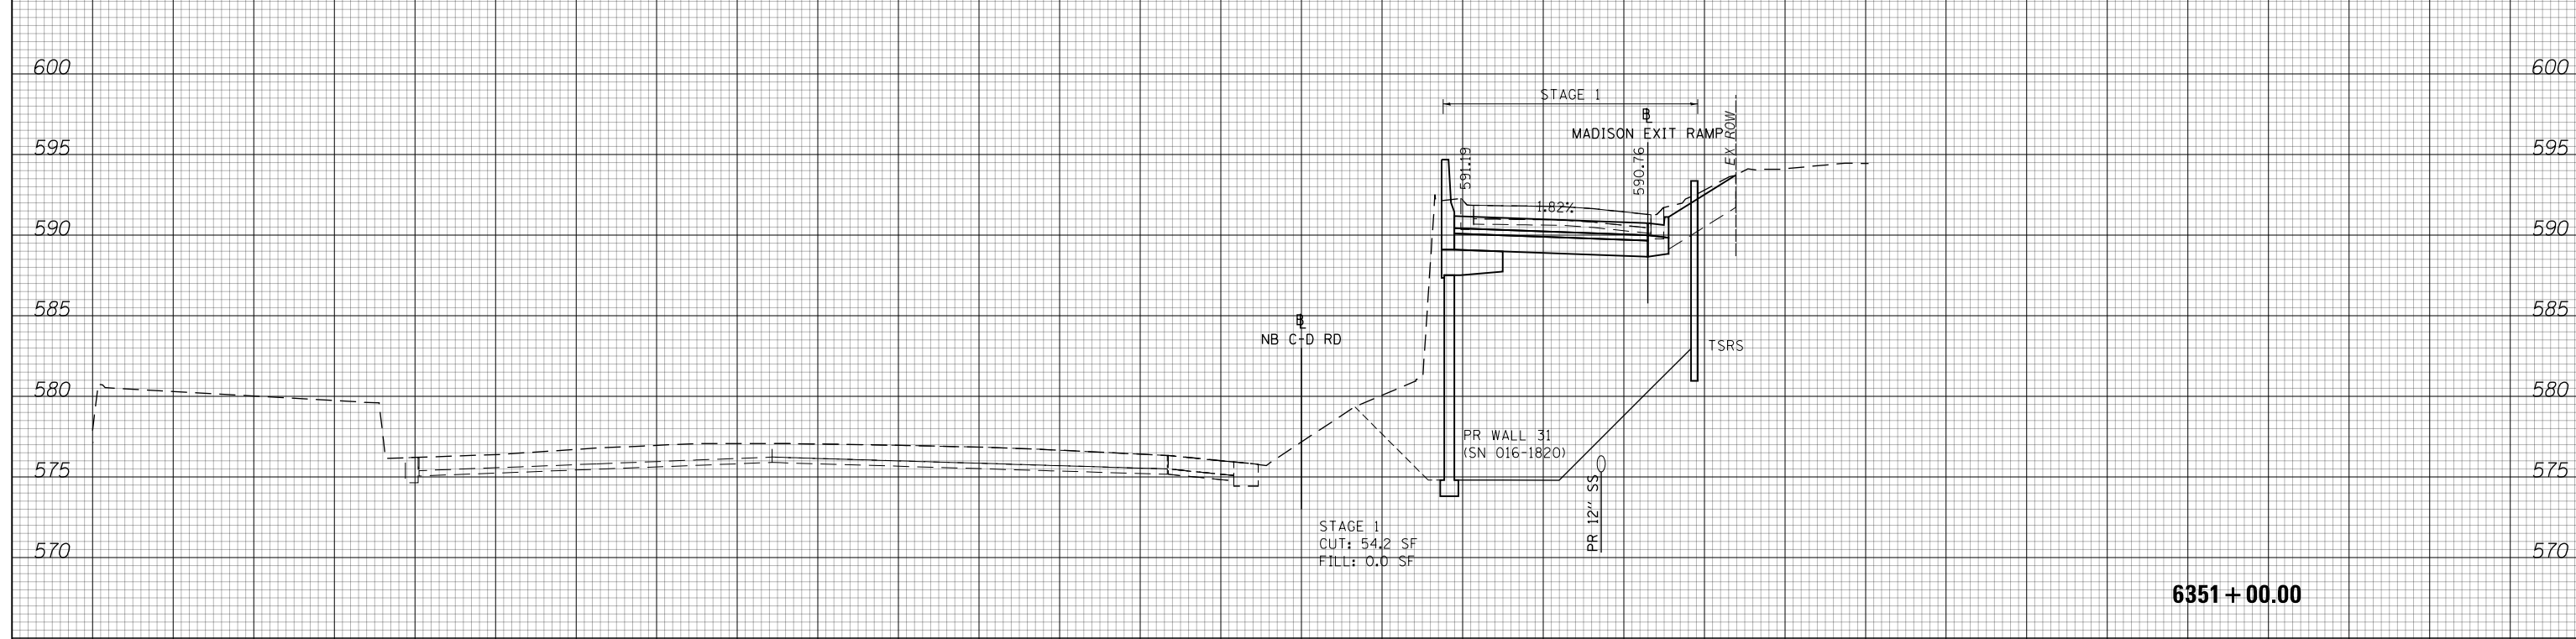 600
600
STAGE 1
B
L
MADISON EXIT RAMP
EX ROW
595
595
591.19
590.76
1.82%
590
590
585
585
B
L
NB C-D RD
TSRS
580
580
PR WALL 31
(SN 016-1820)
575
575
PR 12" SS
STAGE 1
CUT: 54.2 SF
FILL: 0.0 SF
570
570
6351+00.00